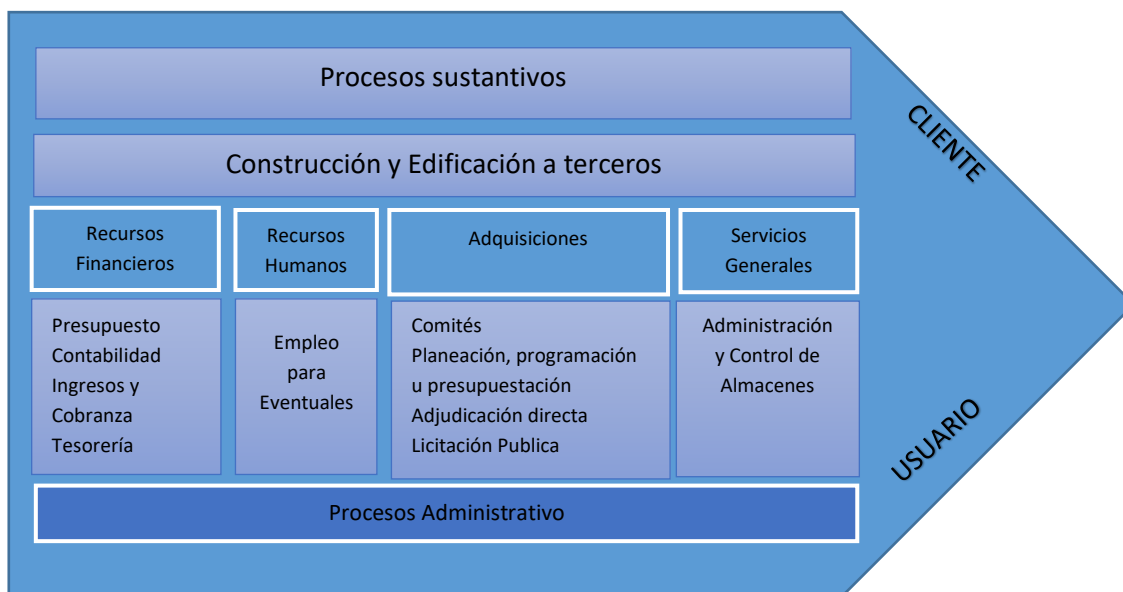 Procesos sustantivos
Construcción y Edificación a terceros
Recursos
Financieros
Recursos
Humanos
Adquisiciones
Servicios
Generales
Presupuesto
Contabilidad
Ingresos y
Cobranza
Tesorería
Empleo
para
Eventuales
Comités
Planeación, programación
u presupuestación
Adjudicación directa
Licitación Publica
Administración
y Control de
Almacenes
Procesos Administrativo
CLIENTE
USUARIO